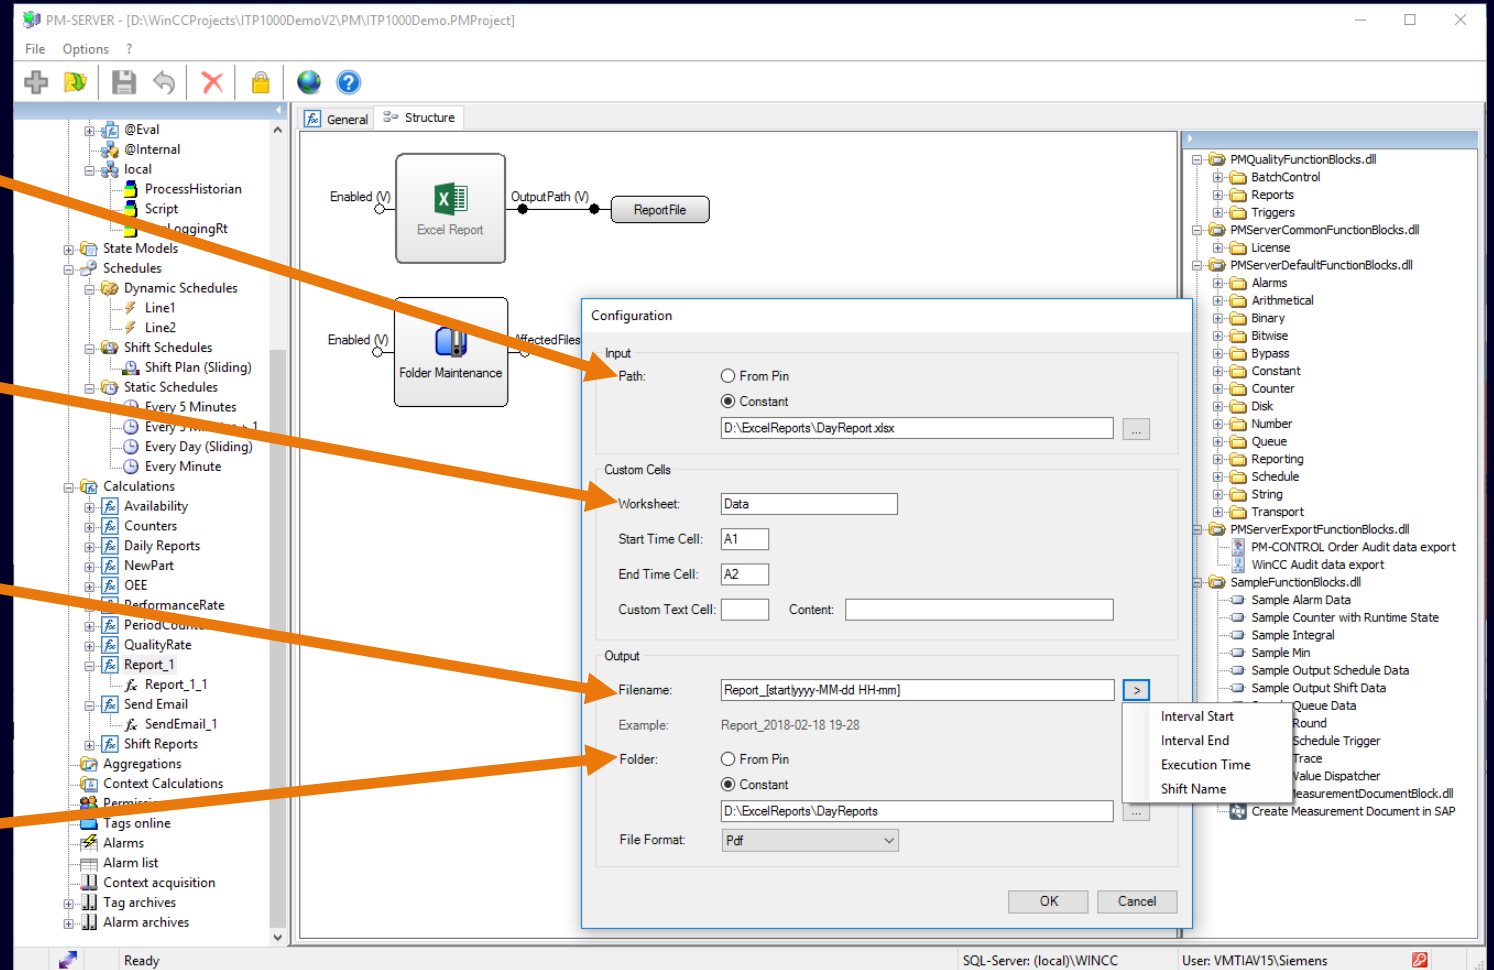 PM-SERVER - [D:\WinCCProjects\ITP1000DemoV2\PM\ITP1000Demo.PMProject]
File Options ?
@Eval
@Internal
local
ProcessHistorian
Script
LoggingRt
State Models
Schedules
Dynamic Schedules
Line1
Line2
Shift Schedules
Shift Plan (Sliding)
Static Schedules
Every 5 Minutes
Every 5 Minutes + 1
Every Day (Sliding)
Every Minute
Calculations
Availability
Counters
Daily Reports
NewPart
OEE
PerformanceRate
PeriodCounter
QualityRate
Report_1
Report_1_1
Send Email
SendEmail_1
Shift Reports
Aggregations
Context Calculations
Permissions
Tags online
Alarms
Alarm list
Context acquisition
Tag archives
Alarm archives
General Structure
Enabled (V)
Excel Report
OutputPath (V)
ReportFile
Enabled (V)
Folder Maintenance
AffectedFiles
Configuration
Input
Path:
From Pin
Constant
D:\ExcelReports\DayReport.xlsx
...
Custom Cells
Worksheet: Data
Start Time Cell: A1
End Time Cell: A2
Custom Text Cell: Content:
Output
Filename: Report_[start|yyyy-MM-dd HH-mm] >
Example: Report_2018-02-18 19-28
Folder:
From Pin
Constant
D:\ExcelReports\DayReports
...
File Format: Pdf
OK Cancel
Interval Start
Interval End
Execution Time
Shift Name
PMQualityFunctionBlocks.dll
BatchControl
Reports
Triggers
PMServerCommonFunctionBlocks.dll
License
PMServerDefaultFunctionBlocks.dll
Alarms
Arithmetical
Binary
Bitwise
Bypass
Constant
Counter
Disk
Number
Queue
Reporting
Schedule
String
Transport
PMServerExportFunctionBlocks.dll
PM-CONTROL Order Audit data export
WinCC Audit data export
SampleFunctionBlocks.dll
Sample Alarm Data
Sample Counter with Runtime State
Sample Integral
Sample Min
Sample Output Schedule Data
Sample Output Shift Data
Queue Data
Round
Schedule Trigger
Trace
Value Dispatcher
MeasurementDocumentBlock.dll
Create Measurement Document in SAP
Ready
SQL-Server: (local)\WINCC
User: VMTIAV15\Siemens